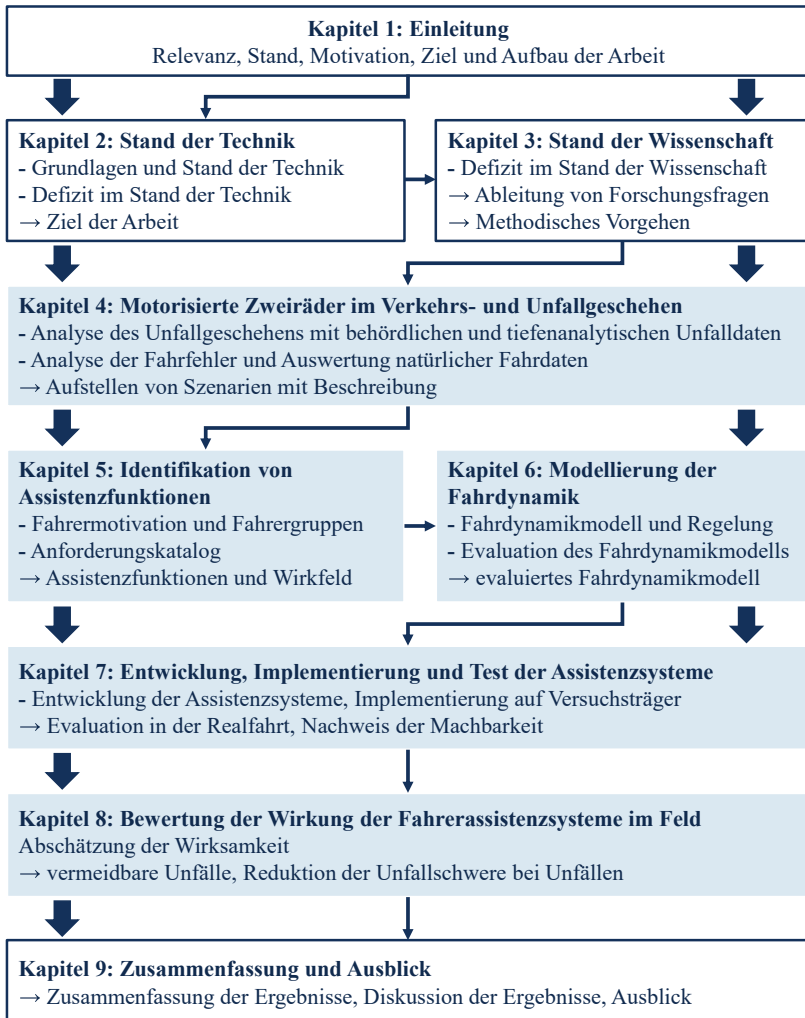 Kapitel 1: Einleitung
Relevanz, Stand, Motivation, Ziel und Aufbau der Arbeit
Kapitel 2: Stand der Technik
- Grundlagen und Stand der Technik
- Defizit im Stand der Technik
→ Ziel der Arbeit
Kapitel 3: Stand der Wissenschaft
- Defizit im Stand der Wissenschaft
→ Ableitung von Forschungsfragen
→ Methodisches Vorgehen
Kapitel 4: Motorisierte Zweiräder im Verkehrs- und Unfallgeschehen
- Analyse des Unfallgeschehens mit behördlichen und tiefenanalytischen Unfalldaten
- Analyse der Fahrfehler und Auswertung natürlicher Fahrdaten
→ Aufstellen von Szenarien mit Beschreibung
Kapitel 5: Identifikation von
Assistenzfunktionen
- Fahrermotivation und Fahrergruppen
- Anforderungskatalog
→ Assistenzfunktionen und Wirkfeld
Kapitel 6: Modellierung der
Fahrdynamik
- Fahrdynamikmodell und Regelung
- Evaluation des Fahrdynamikmodells
→ evaluiertes Fahrdynamikmodell
Kapitel 7: Entwicklung, Implementierung und Test der Assistenzsysteme
- Entwicklung der Assistenzsysteme, Implementierung auf Versuchsträger
→ Evaluation in der Realfahrt, Nachweis der Machbarkeit
Kapitel 8: Bewertung der Wirkung der Fahrerassistenzsysteme im Feld
Abschätzung der Wirksamkeit
→ vermeidbare Unfälle, Reduktion der Unfallschwere bei Unfällen
Kapitel 9: Zusammenfassung und Ausblick
→ Zusammenfassung der Ergebnisse, Diskussion der Ergebnisse, Ausblick